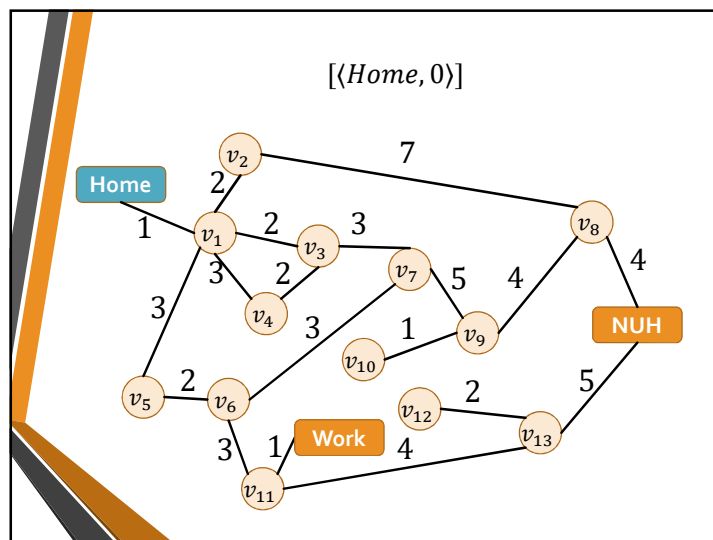 [⟨Home, 0⟩]
7
v₂
Home
2
v₈
1
v₁
2
v₃
3
4
3
2
v₇
5
4
v₄
3
3
NUH
1
v₉
v₁₀
2
5
v₅
2
v₆
v₁₂
v₁₃
3
1
Work
4
v₁₁